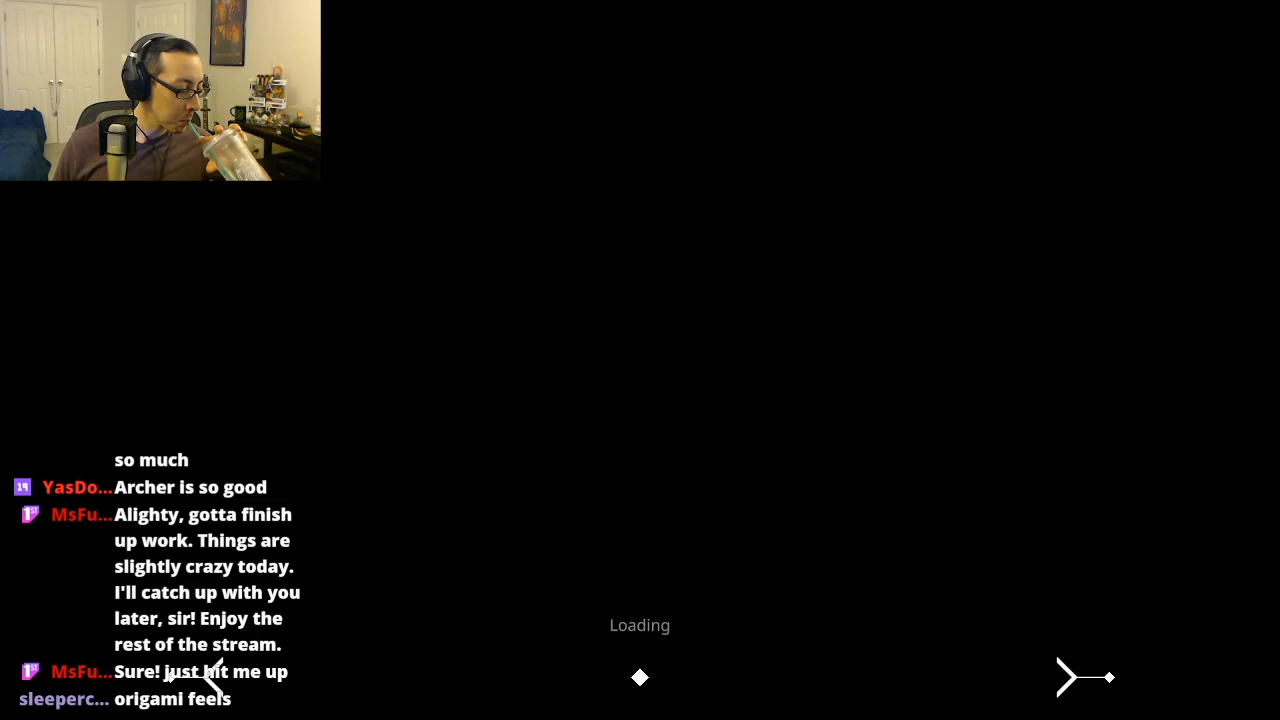 so much
YasDo... Archer is so good
MsFu... Alighty, gotta finish
up work. Things are
slightly crazy today.
I'll catch up with you
later, sir! Enjoy the
rest of the stream.
MsFu... Sure! just hit me up
sleeperc... origami feels
Loading